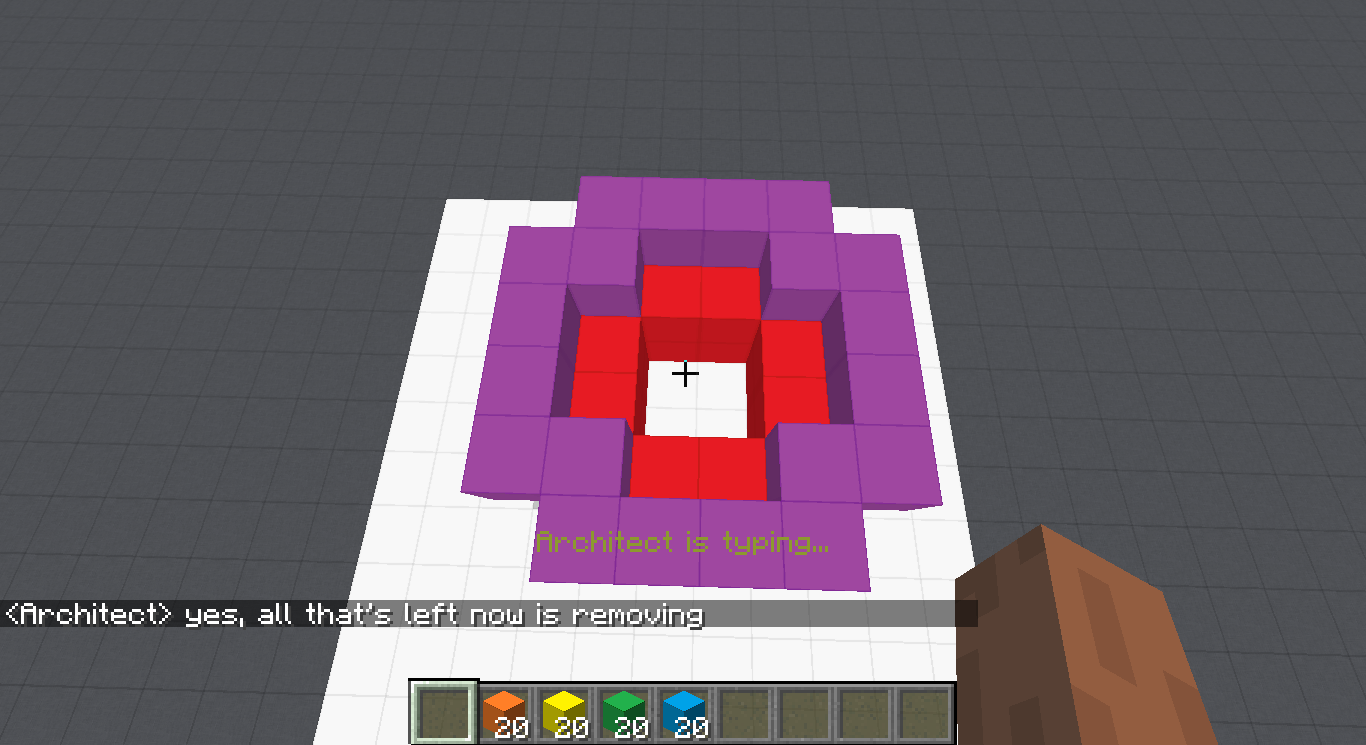 Architect is typing...
<Architect> yes, all that's left now is removing
20 20 20 20